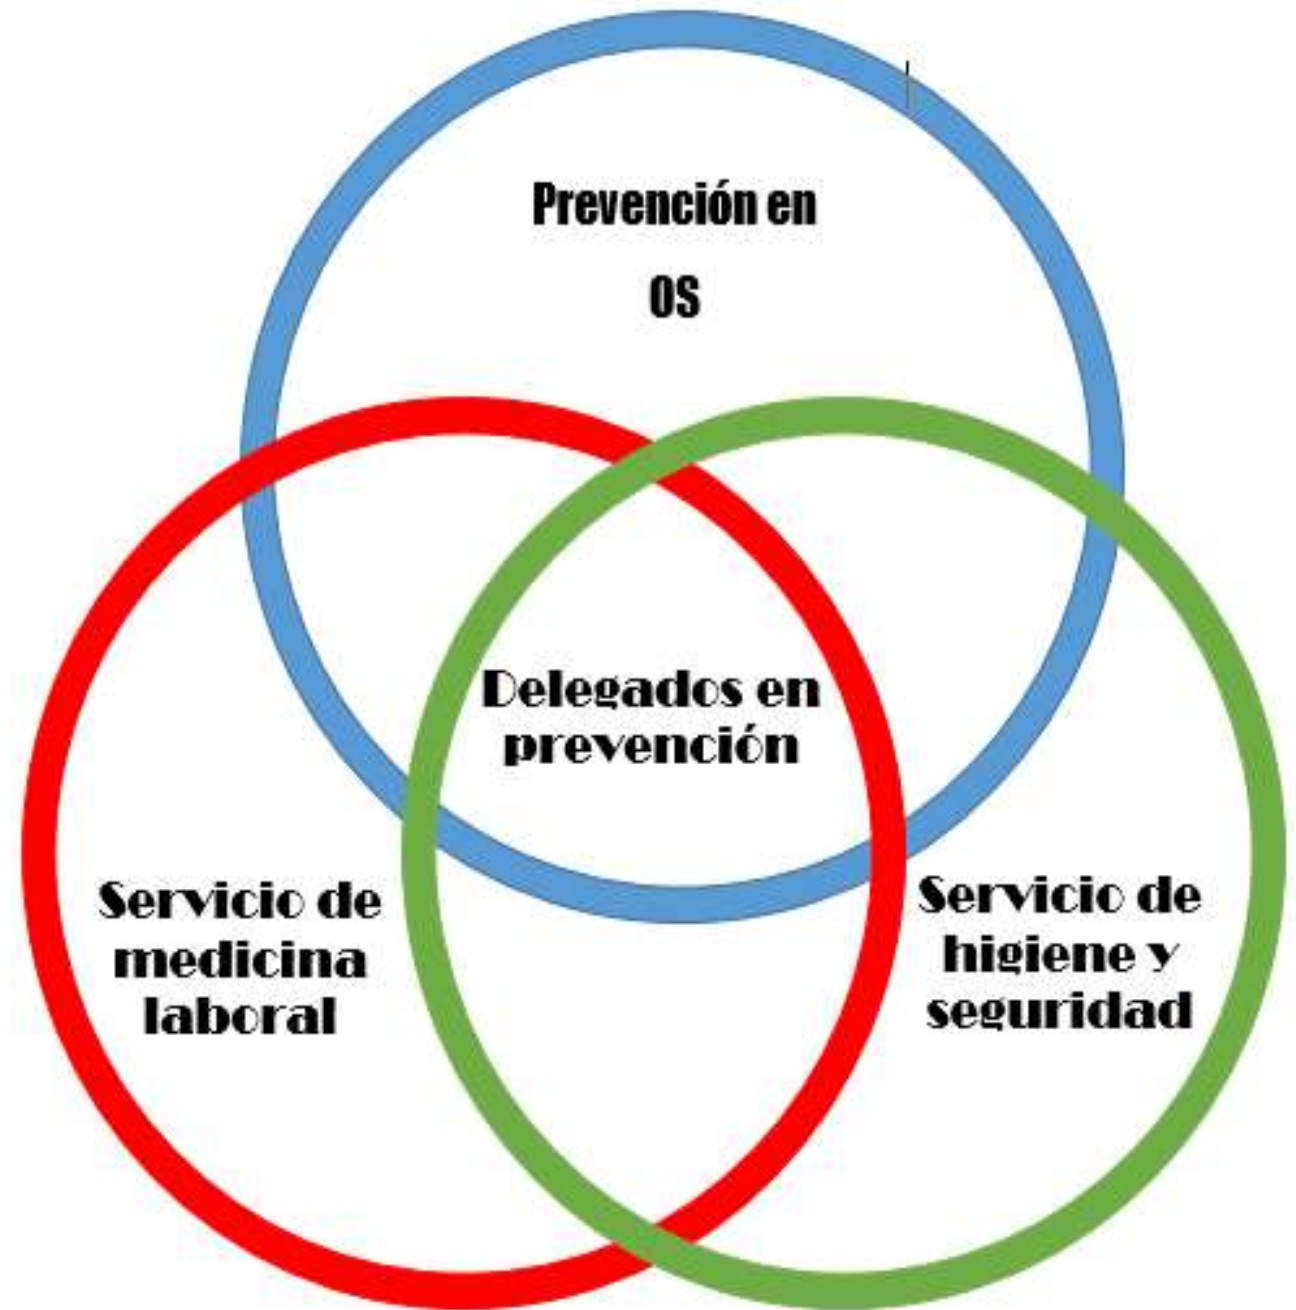 Prevención en
OS
Delegados en
prevención
Servicio de
medicina
laboral
Servicio de
higiene y
seguridad